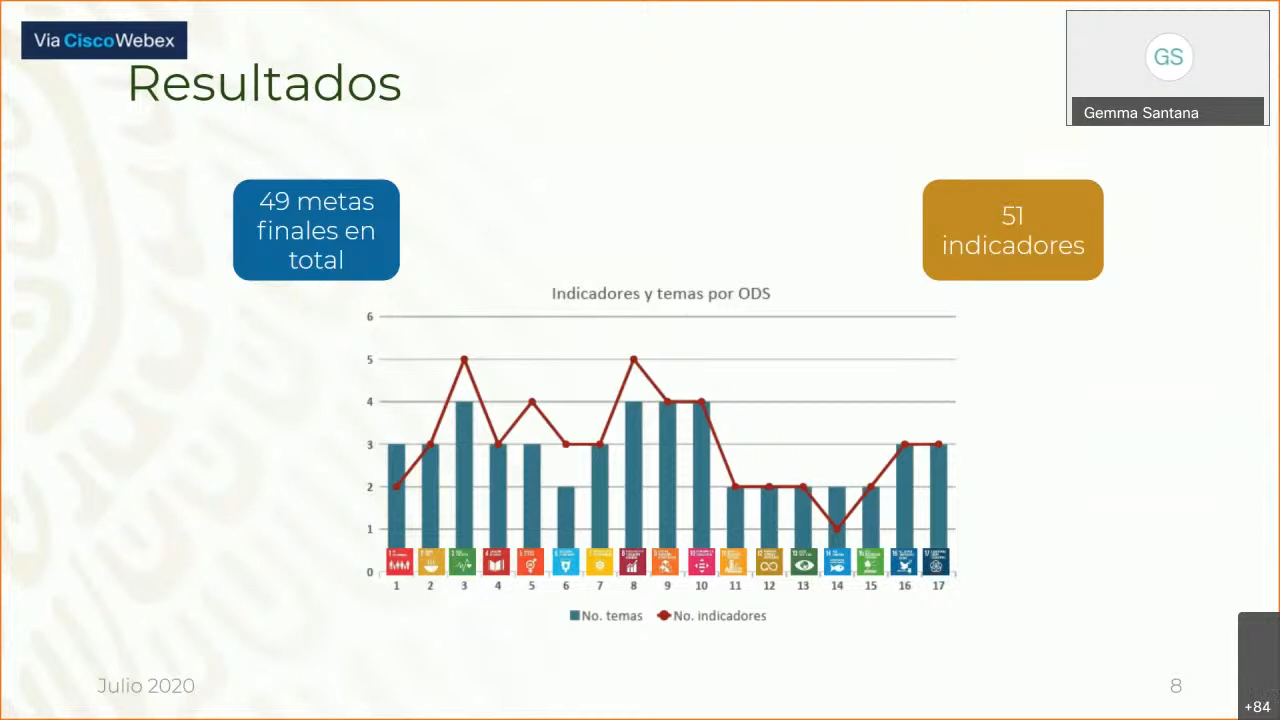 Via CiscoWebex
Resultados
GS
Gemma Santana
49 metas
finales en
total
51
indicadores
Indicadores y temas por ODS
6
5
4
3
2
1
0
1 2 3 4 5 6 7 8 9 10 11 12 13 14 15 16 17
No. temas No. indicadores
Julio 2020
8
+84